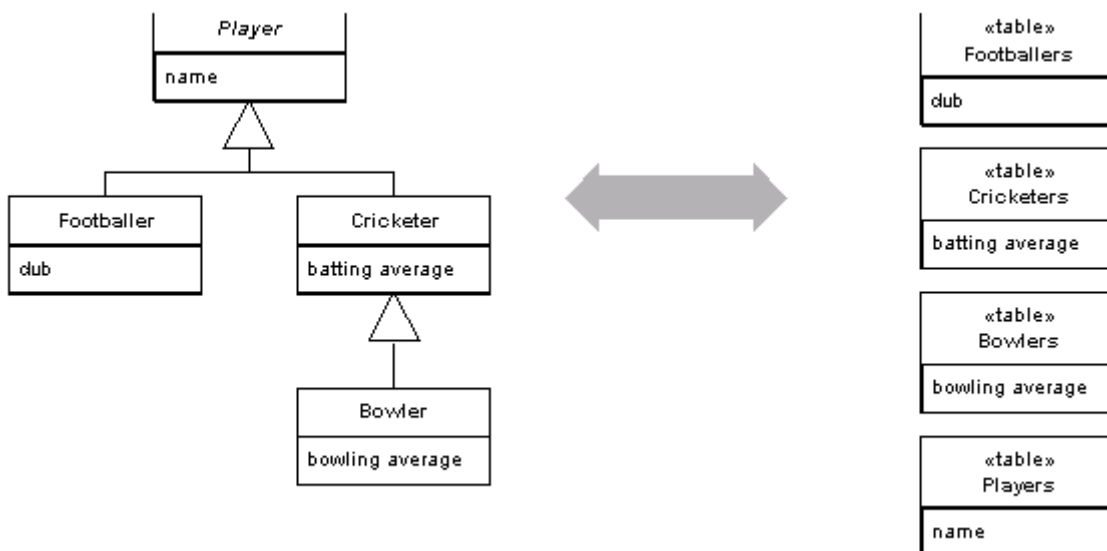 Player
name
Footballer
club
Cricketer
batting average
Bowler
bowling average
«table»
Footballers
club
«table»
Cricketers
batting average
«table»
Bowlers
bowling average
«table»
Players
name